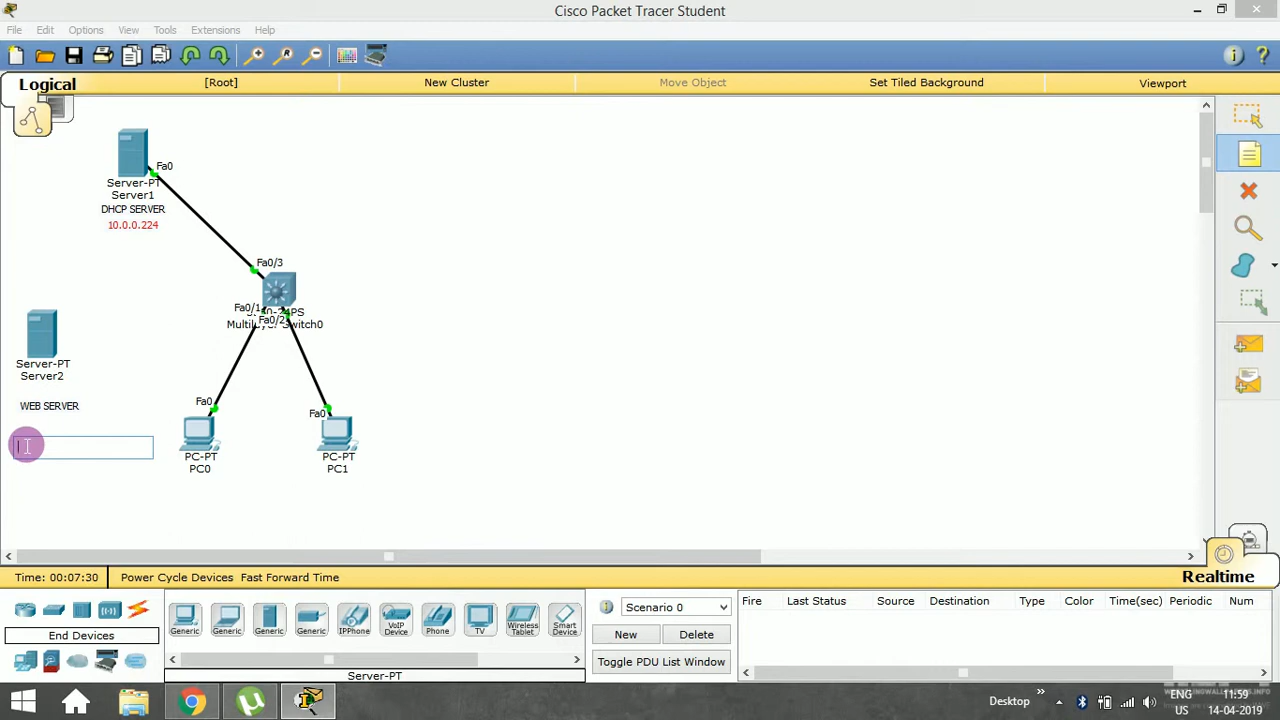 Cisco Packet Tracer Student
File Edit Options View Tools Extensions Help
Logical
[Root]
New Cluster
Move Object
Set Tiled Background
Viewport
Fa0
Server-PT
Server1
DHCP SERVER
10.0.0.224
Fa0/3
Fa0/1
Fa0/2
Server-PT
Server2
WEB SERVER
Fa0
Fa0
PC-PT
PC0
PC-PT
PC1
Time: 00:07:30
Power Cycle Devices Fast Forward Time
Realtime
End Devices
Generic
Generic
Generic
Generic
IPPhone
VoIP
Device
Phone
TV
Wireless
Tablet
Smart
Device
Server-PT
Scenario 0
New
Delete
Toggle PDU List Window
Fire Last Status Source Destination Type Color Time(sec) Periodic Num
Desktop
ENG
US
11:59
14-04-2019